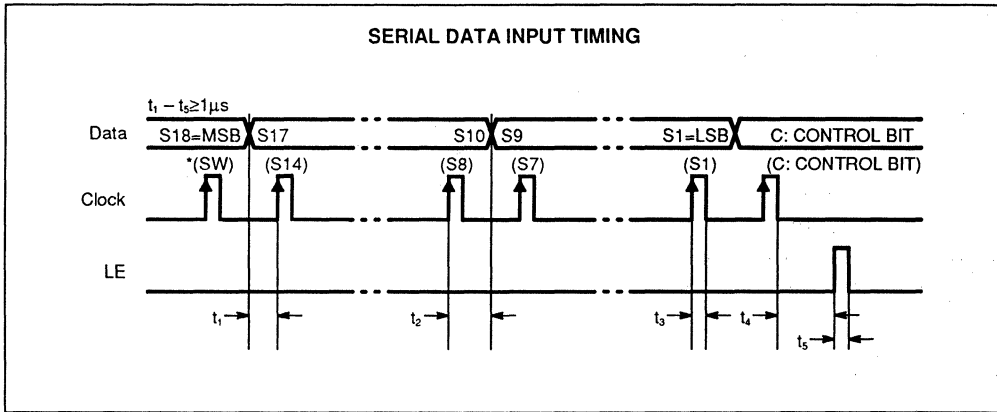 SERIAL DATA INPUT TIMING
t₁ – t₅≥1µs
Data S18=MSB S17 S10 S9 S1=LSB C: CONTROL BIT
*(SW) (S14) (S8) (S7) (S1) (C: CONTROL BIT)
Clock
LE
t₁ t₂ t₃ t₄
t₅